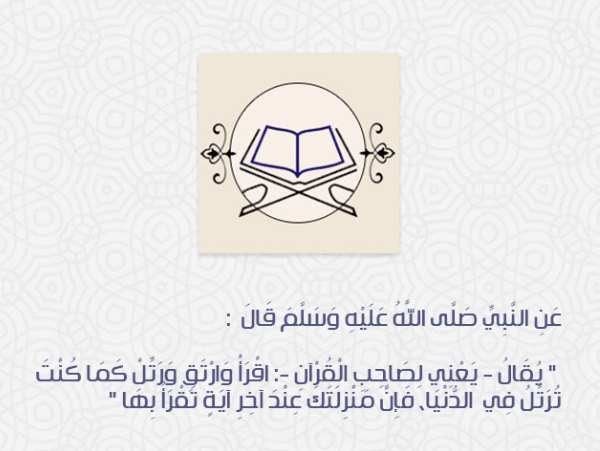 عَنِ النَّبِيِّ صَلَّى اللَّهُ عَلَيْهِ وَسَلَّمَ قَالَ :
" يُقَالُ - يَعْنِي لِصَاحِبِ الْقُرْآنِ -: اقْرَأْ وَارْتَقِ وَرَتِّلْ كَمَا كُنْتَ
تُرَتِّلُ فِي الدُّنْيَا، فَإِنَّ مَنْزِلَتَكَ عِنْدَ آخِرِ آيَةٍ تَقْرَأُ بِهَا "